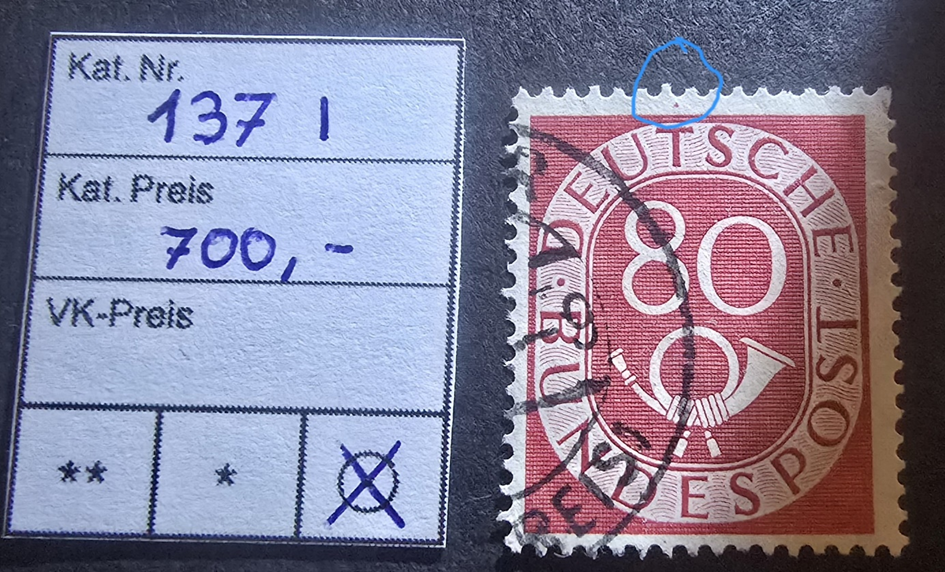 Kat. Nr.
137 I
Kat. Preis
700,-
VK-Preis
** *
DEUTSCHE
BUNDESPOST
80